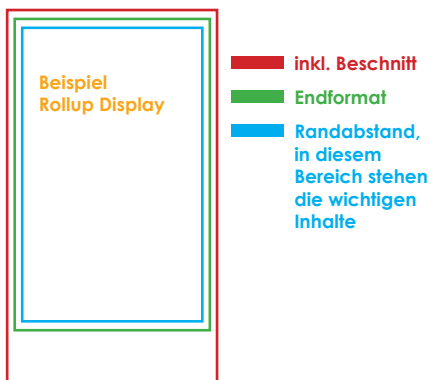 Beispiel
Rollup Display
inkl. Beschnitt
Endformat
Randabstand,
in diesem
Bereich stehen
die wichtigen
Inhalte